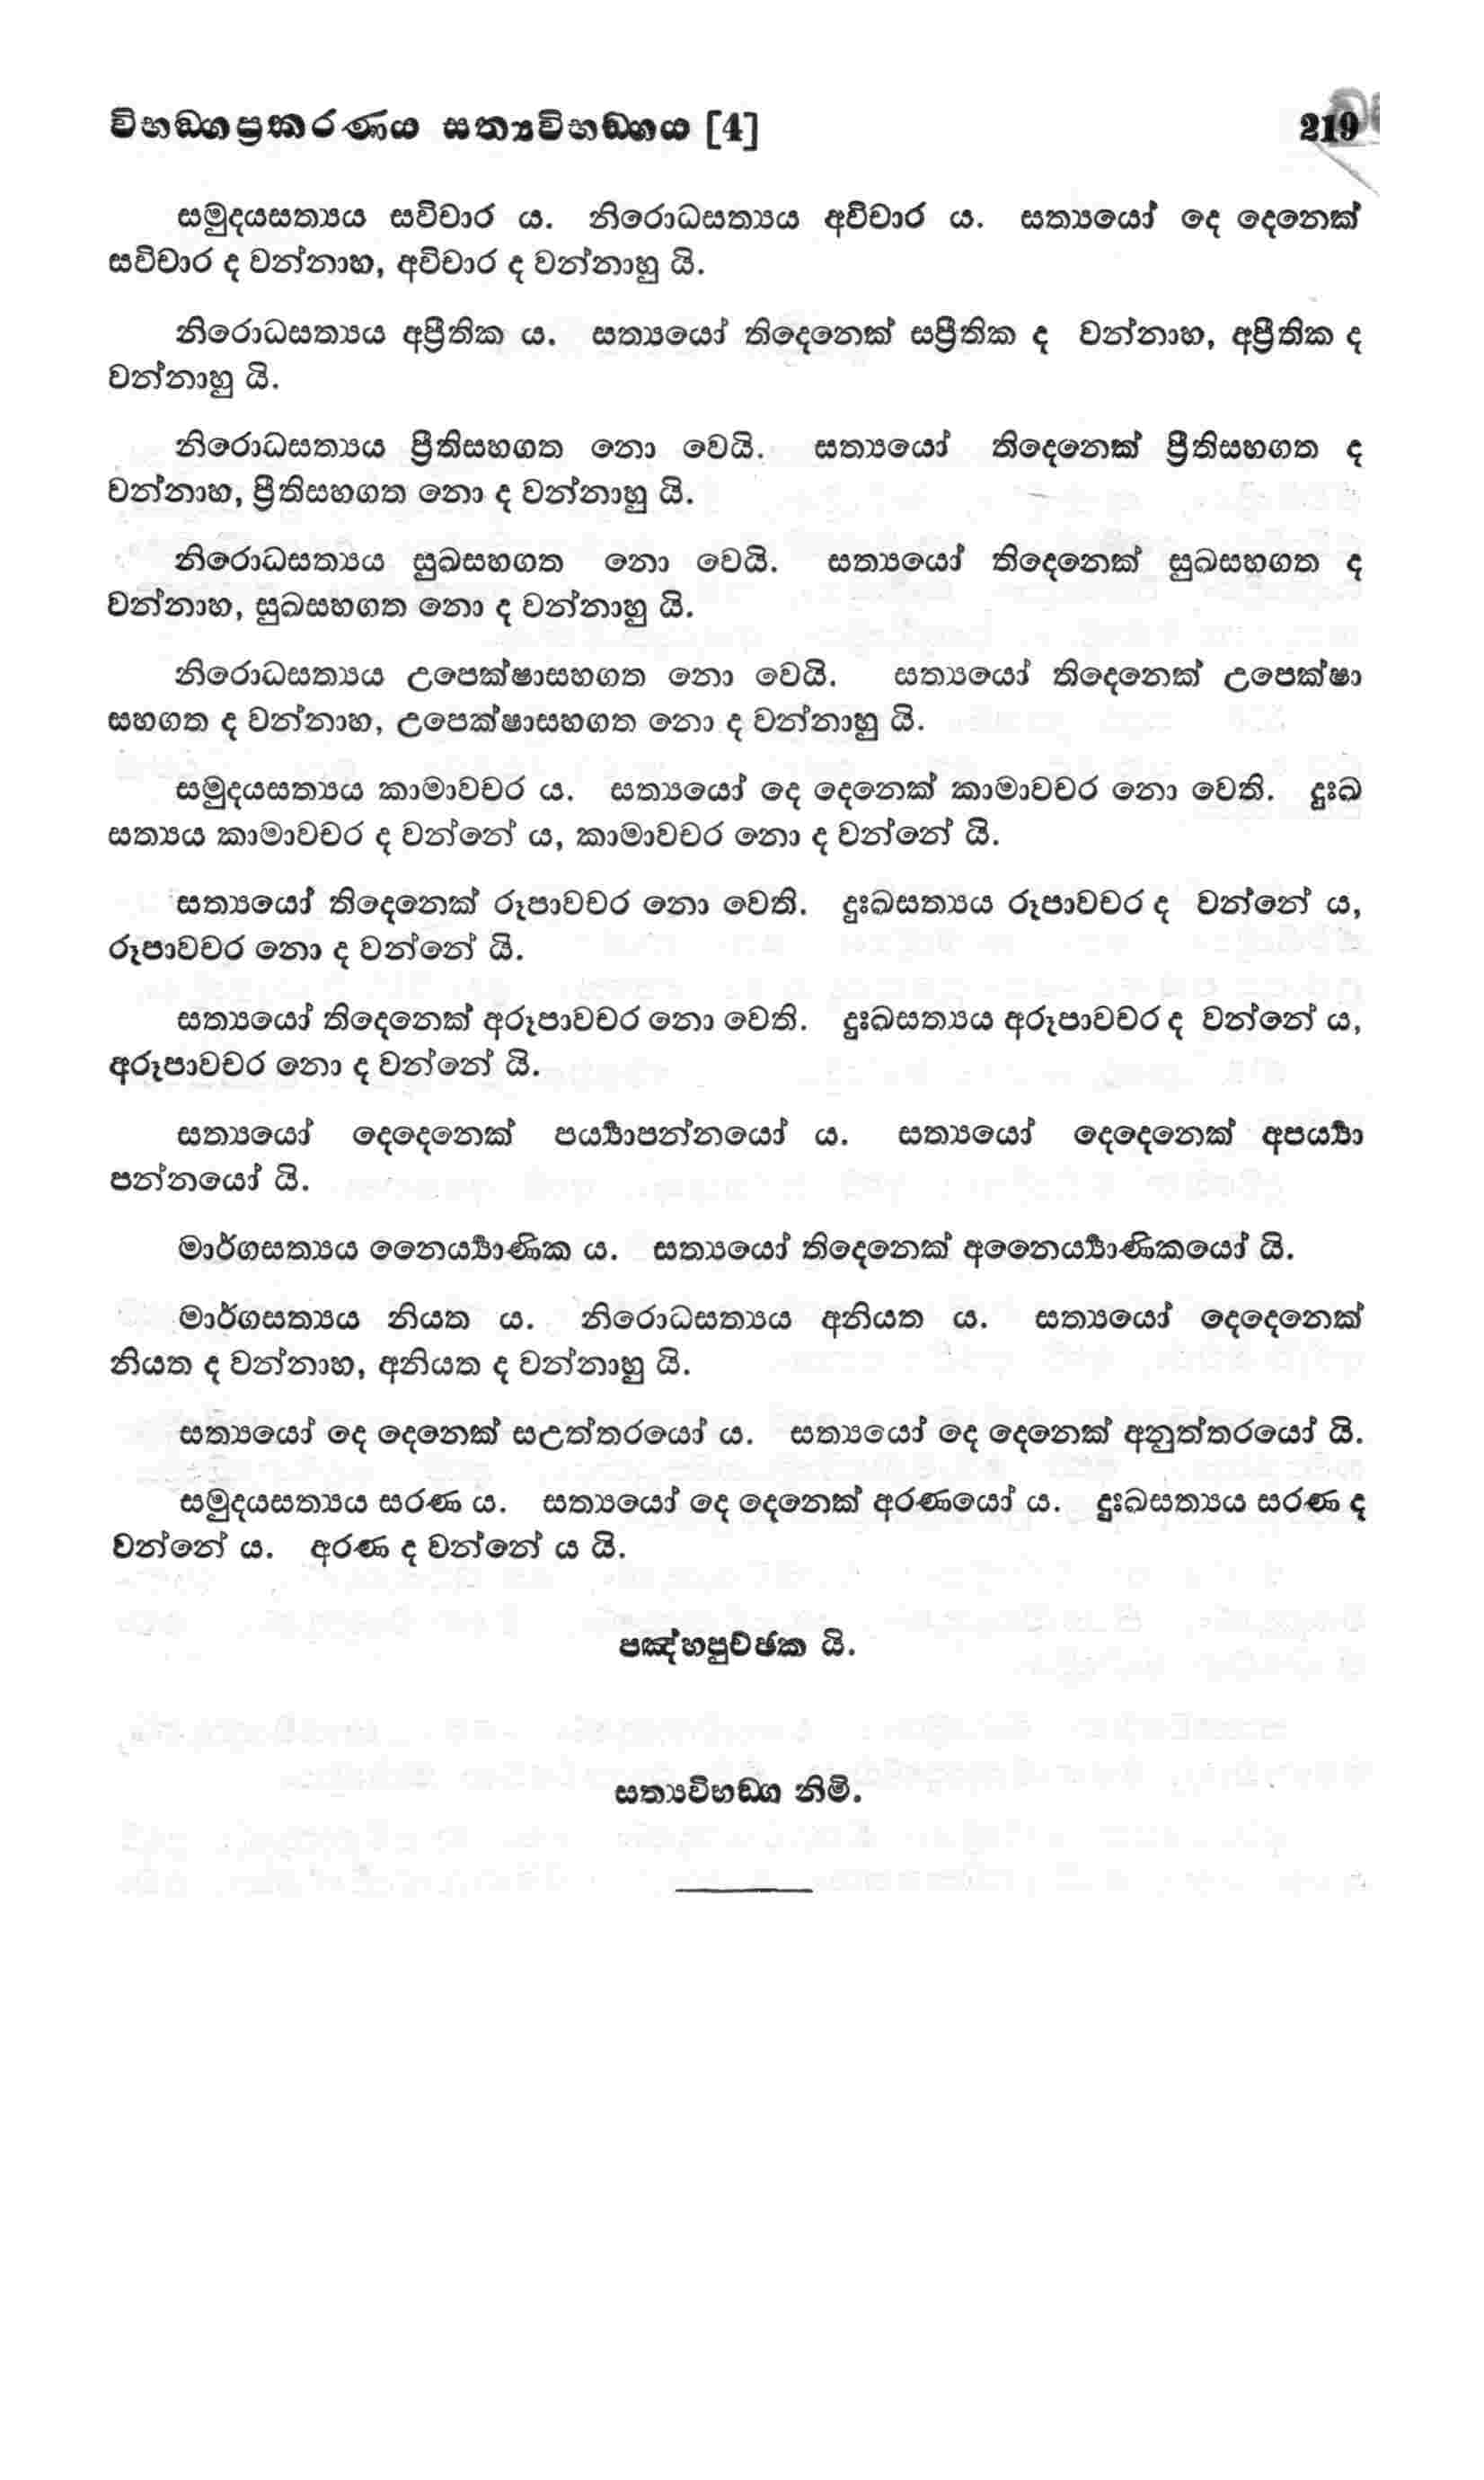 විභඞ්ගප්‍රකරණය සත්‍යවිභඞ්ගය [4] 219
සමුදයසත්‍යය සවිචාර ය. නිරොධසත්‍යය අවිචාර ය. සත්‍යයෝ දෙ දෙනෙක්
සවිචාර ද වන්නාහ, අවිචාර ද වන්නාහු යි.
නිරොධසත්‍යය අප්‍රීතික ය. සත්‍යයෝ තිදෙනෙක් සප්‍රීතික ද වන්නාහ, අප්‍රීතික ද
වන්නාහු යි.
නිරොධසත්‍යය ප්‍රීතිසහගත නො වෙයි. සත්‍යයෝ තිදෙනෙක් ප්‍රීතිසහගත ද
වන්නාහ, ප්‍රීතිසහගත නො ද වන්නාහු යි.
නිරොධසත්‍යය සුඛසහගත නො වෙයි. සත්‍යයෝ තිදෙනෙක් සුඛසහගත ද
වන්නාහ, සුඛසහගත නො ද වන්නාහු යි.
නිරොධසත්‍යය උපෙක්ෂාසහගත නො වෙයි. සත්‍යයෝ තිදෙනෙක් උපෙක්ෂා
සහගත ද වන්නාහ, උපෙක්ෂාසහගත නො ද වන්නාහු යි.
සමුදයසත්‍යය කාමාවචර ය. සත්‍යයෝ දෙ දෙනෙක් කාමාවචර නො වෙති. දුඃඛ
සත්‍යය කාමාවචර ද වන්නේ ය, කාමාවචර නො ද වන්නේ යි.
සත්‍යයෝ තිදෙනෙක් රූපාවචර නො වෙති. දුඃඛසත්‍යය රූපාවචර ද වන්නේ ය,
රූපාවචර නො ද වන්නේ යි.
සත්‍යයෝ තිදෙනෙක් අරූපාවචර නො වෙති. දුඃඛසත්‍යය අරූපාවචර ද වන්නේ ය,
අරූපාවචර නො ද වන්නේ යි.
සත්‍යයෝ දෙදෙනෙක් පර්‍ය්‍යාපන්නයෝ ය. සත්‍යයෝ දෙදෙනෙක් අපර්‍ය්‍යා
පන්නයෝ යි.
මාර්ගසත්‍යය නෛර්‍ය්‍යාණික ය. සත්‍යයෝ තිදෙනෙක් අනෛර්‍ය්‍යාණිකයෝ යි.
මාර්ගසත්‍යය නියත ය. නිරොධසත්‍යය අනියත ය. සත්‍යයෝ දෙදෙනෙක්
නියත ද වන්නාහ, අනියත ද වන්නාහු යි.
සත්‍යයෝ දෙ දෙනෙක් සඋත්තරයෝ ය. සත්‍යයෝ දෙ දෙනෙක් අනුත්තරයෝ යි.
සමුදයසත්‍යය සරණ ය. සත්‍යයෝ දෙ දෙනෙක් අරණයෝ ය. දුඃඛසත්‍යය සරණ ද
වන්නේ ය. අරණ ද වන්නේ ය යි.
පඤ්හපුච්ඡක යි.
සත්‍යවිභඞ්ග නිමි.